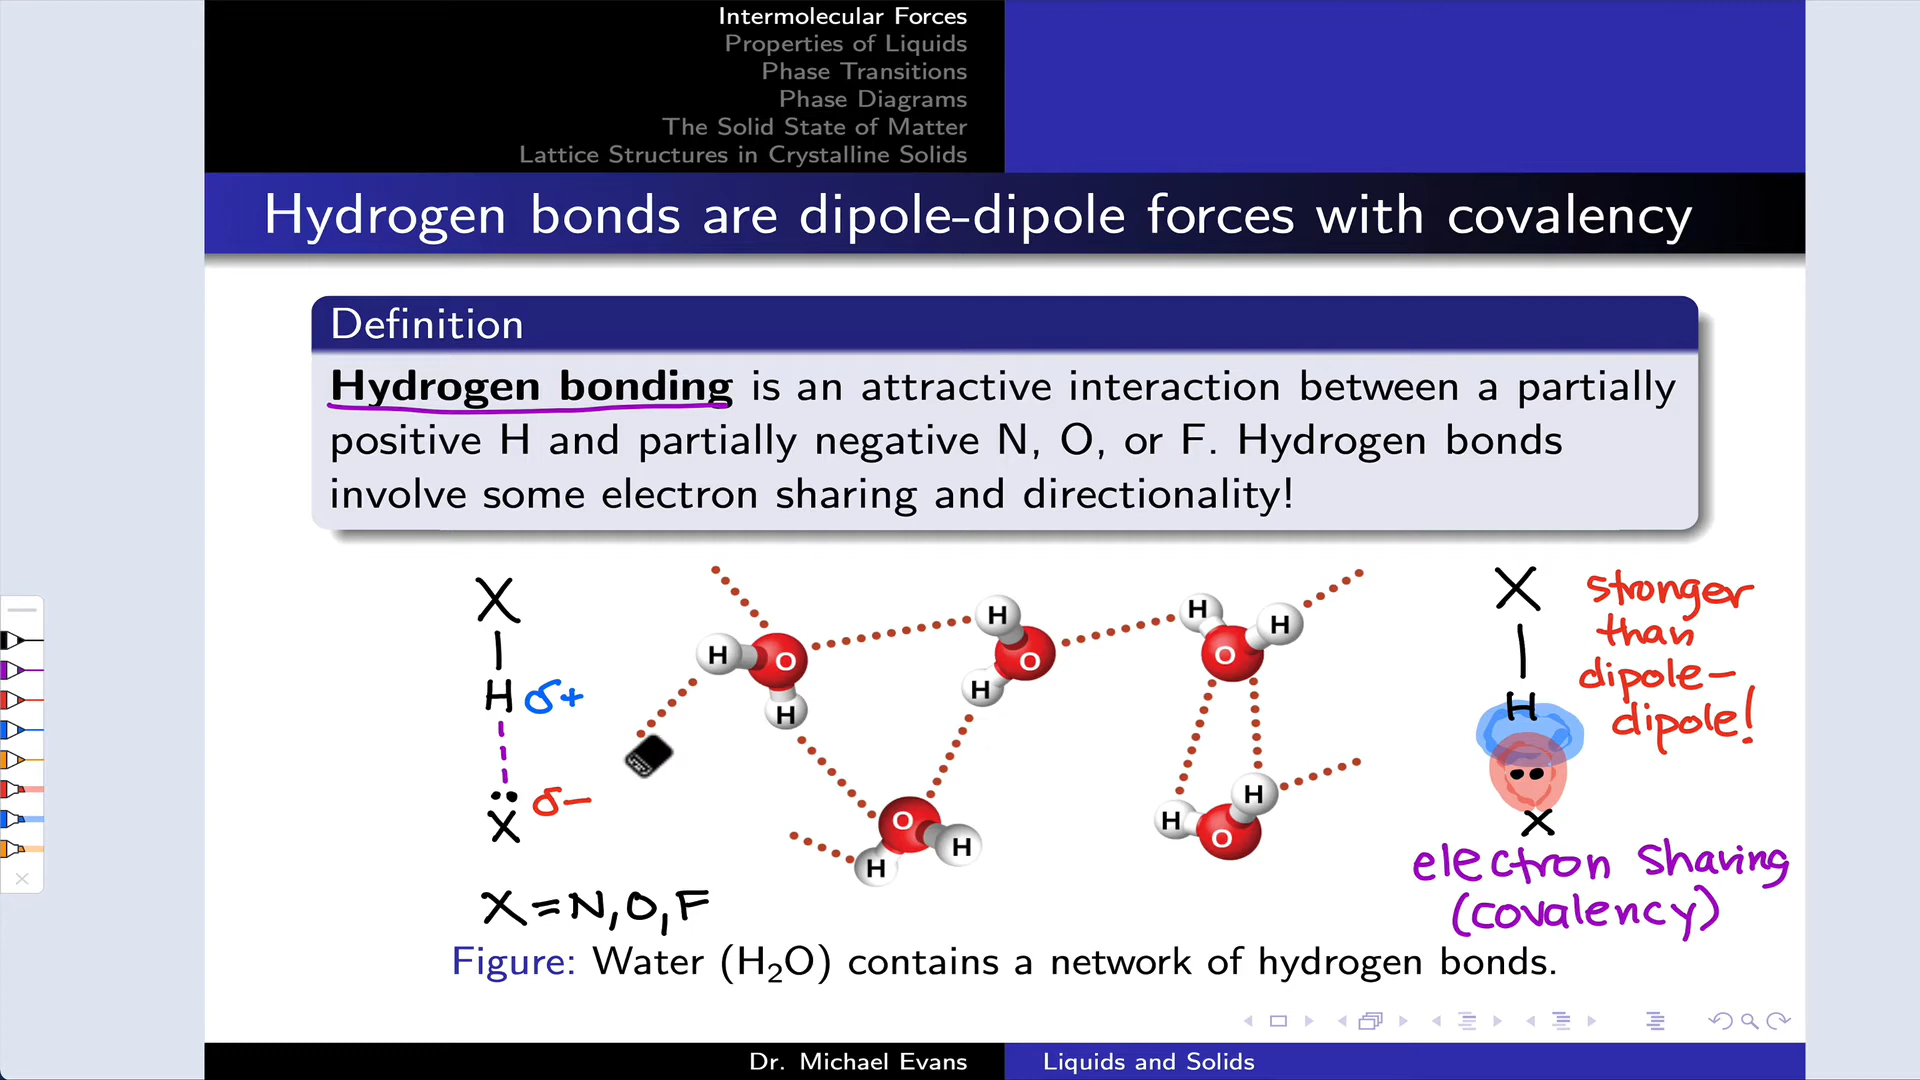 Intermolecular Forces
Properties of Liquids
Phase Transitions
Phase Diagrams
The Solid State of Matter
Lattice Structures in Crystalline Solids
Hydrogen bonds are dipole-dipole forces with covalency
Definition
Hydrogen bonding is an attractive interaction between a partially
positive H and partially negative N, O, or F. Hydrogen bonds
involve some electron sharing and directionality!
X
H δ+
X δ−
X = N, O, F
H O H
H O H
H H O
O H H
H H O
X
H
X
stronger
than
dipole-
dipole!
electron sharing
(covalency)
Figure: Water (H₂O) contains a network of hydrogen bonds.
Dr. Michael Evans
Liquids and Solids